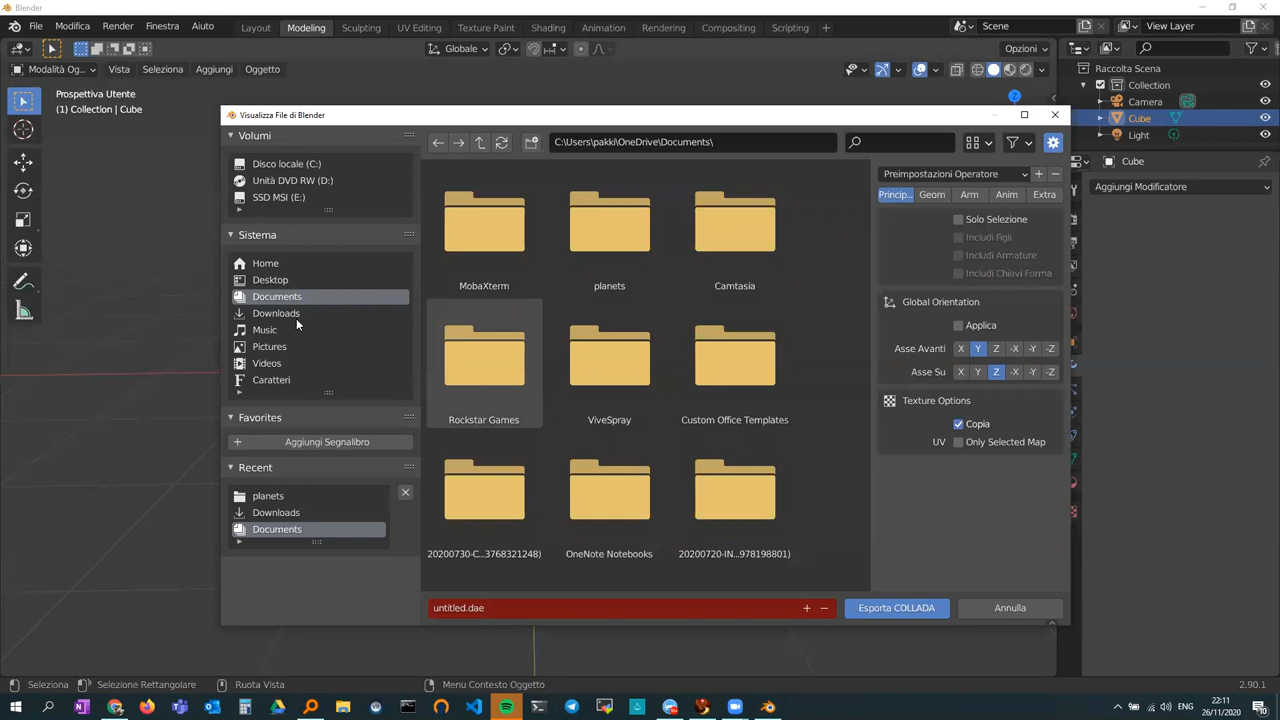 Blender
File Modifica Render Finestra Aiuto Layout Modeling Sculpting UV Editing Texture Paint Shading Animation Rendering Compositing Scripting + Scene View Layer
Globale Opzioni
Modalità Og... Vista Seleziona Aggiungi Oggetto
Prospettiva Utente
(1) Collection | Cube
Z
Raccolta Scena
Collection
Camera
Cube
Light
Cube
Aggiungi Modificatore
Visualizza File di Blender
Volumi
Disco locale (C:)
Unità DVD RW (D:)
SSD MSI (E:)
Sistema
Home
Desktop
Documents
Downloads
Music
Pictures
Videos
Caratteri
Favorites
Aggiungi Segnalibro
Recent
planets
Downloads
Documents
C:\Users\pakki\OneDrive\Documents\
MobaXterm planets Camtasia
Rockstar Games ViveSpray Custom Office Templates
20200730-C...3768321248) OneNote Notebooks 20200720-IN...978198801)
Preimpostazioni Operatore
Princip... Geom Arm Anim Extra
Solo Selezione
Includi Figli
Includi Armature
Includi Chiavi Forma
Global Orientation
Applica
Asse Avanti X Y Z -X -Y -Z
Asse Su X Y Z -X -Y -Z
Texture Options
Copia
UV Only Selected Map
untitled.dae
Esporta COLLADA Annulla
Seleziona Selezione Rettangolare Ruota Vista Menu Contesto Oggetto 2.90.1
22:11
26/11/2020